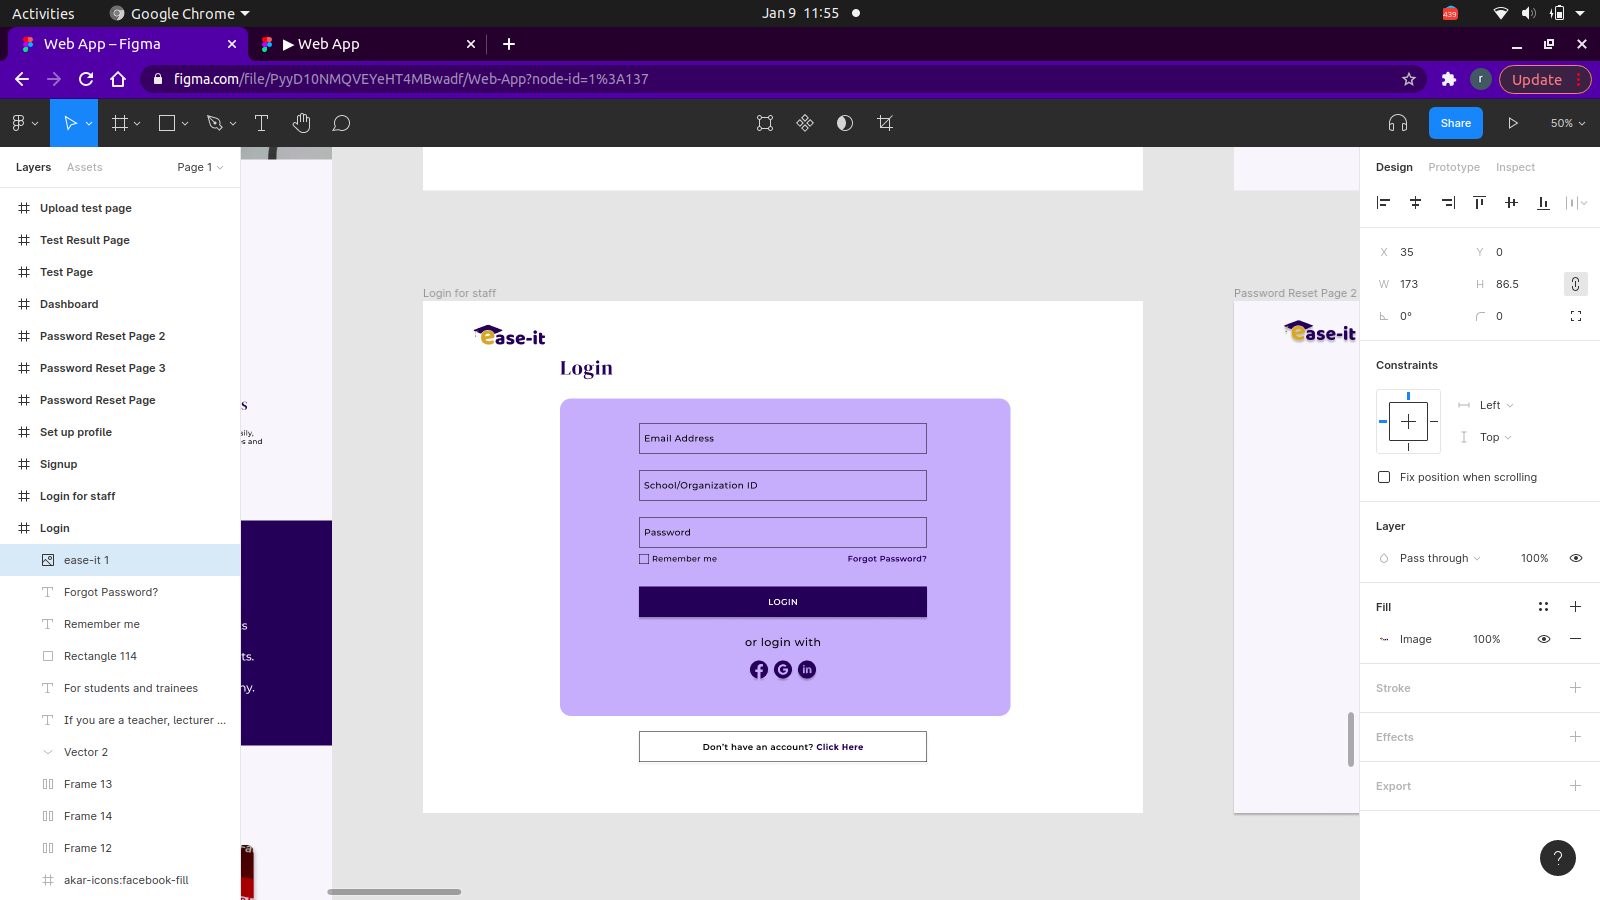 Activities
Google Chrome
Jan 9 11:55
439
Web App – Figma
▶ Web App
figma.com/file/PyyD10NMQVEYeHT4MBwadf/Web-App?node-id=1%3A137
r
Update
Share
50%
Layers
Assets
Page 1
Upload test page
Test Result Page
Test Page
Dashboard
Password Reset Page 2
Password Reset Page 3
Password Reset Page
Set up profile
Signup
Login for staff
Login
ease-it 1
Forgot Password?
Remember me
Rectangle 114
For students and trainees
If you are a teacher, lecturer ...
Vector 2
Frame 13
Frame 14
Frame 12
akar-icons:facebook-fill
s
sily,
s and
s
ts.
ny.
Login for staff
ease-it
Login
Email Address
School/Organization ID
Password
Remember me
Forgot Password?
LOGIN
or login with
Don't have an account? Click Here
Password Reset Page 2
ease-it
Design
Prototype
Inspect
X 35
Y 0
W 173
H 86.5
0°
0
Constraints
Left
Top
Fix position when scrolling
Layer
Pass through
100%
Fill
Image
100%
Stroke
Effects
Export
?